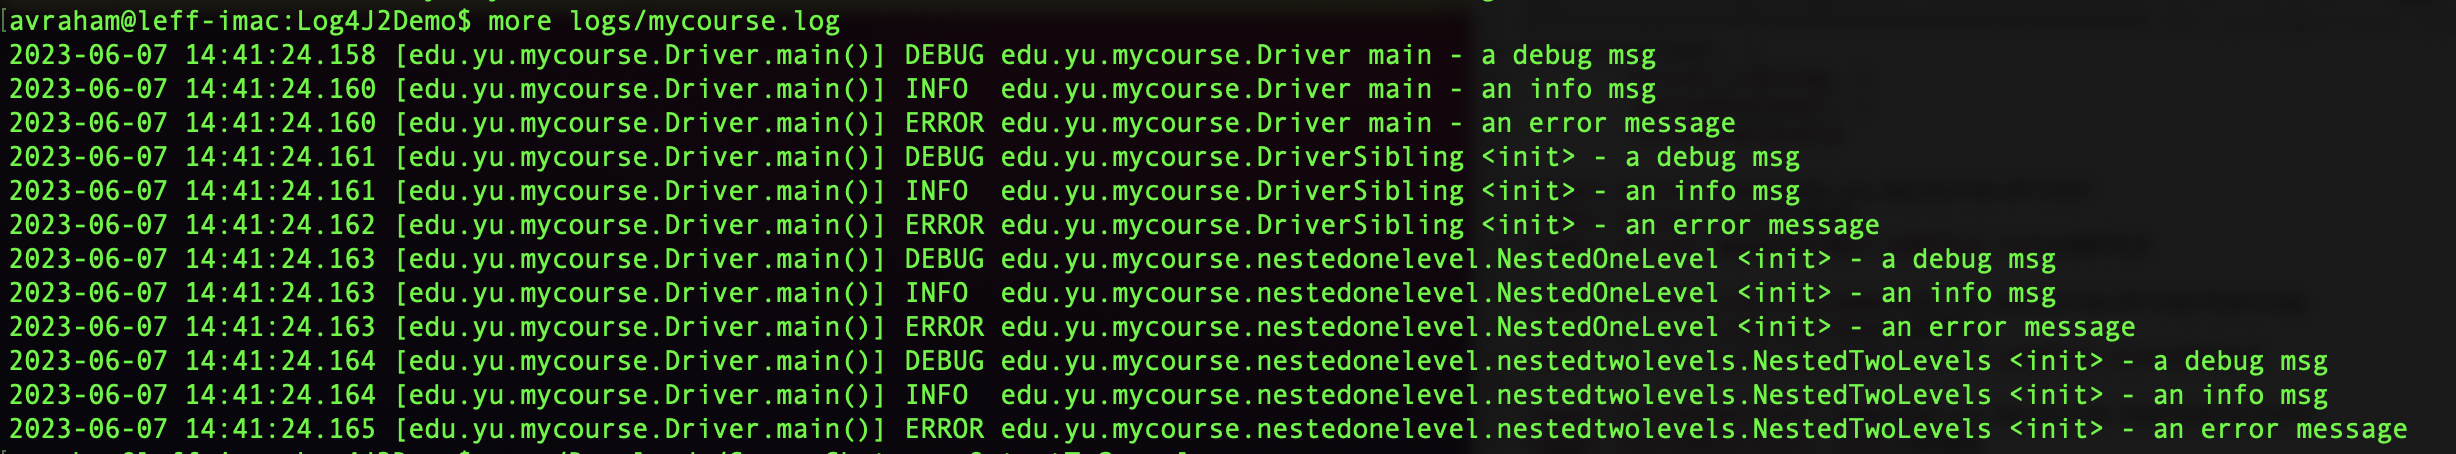 [avraham@leff-imac:Log4J2Demo$ more logs/mycourse.log
2023-06-07 14:41:24.158 [edu.yu.mycourse.Driver.main()] DEBUG edu.yu.mycourse.Driver main - a debug msg
2023-06-07 14:41:24.160 [edu.yu.mycourse.Driver.main()] INFO  edu.yu.mycourse.Driver main - an info msg
2023-06-07 14:41:24.160 [edu.yu.mycourse.Driver.main()] ERROR edu.yu.mycourse.Driver main - an error message
2023-06-07 14:41:24.161 [edu.yu.mycourse.Driver.main()] DEBUG edu.yu.mycourse.DriverSibling <init> - a debug msg
2023-06-07 14:41:24.161 [edu.yu.mycourse.Driver.main()] INFO  edu.yu.mycourse.DriverSibling <init> - an info msg
2023-06-07 14:41:24.162 [edu.yu.mycourse.Driver.main()] ERROR edu.yu.mycourse.DriverSibling <init> - an error message
2023-06-07 14:41:24.163 [edu.yu.mycourse.Driver.main()] DEBUG edu.yu.mycourse.nestedonelevel.NestedOneLevel <init> - a debug msg
2023-06-07 14:41:24.163 [edu.yu.mycourse.Driver.main()] INFO  edu.yu.mycourse.nestedonelevel.NestedOneLevel <init> - an info msg
2023-06-07 14:41:24.163 [edu.yu.mycourse.Driver.main()] ERROR edu.yu.mycourse.nestedonelevel.NestedOneLevel <init> - an error message
2023-06-07 14:41:24.164 [edu.yu.mycourse.Driver.main()] DEBUG edu.yu.mycourse.nestedonelevel.nestedtwolevels.NestedTwoLevels <init> - a debug msg
2023-06-07 14:41:24.164 [edu.yu.mycourse.Driver.main()] INFO  edu.yu.mycourse.nestedonelevel.nestedtwolevels.NestedTwoLevels <init> - an info msg
2023-06-07 14:41:24.165 [edu.yu.mycourse.Driver.main()] ERROR edu.yu.mycourse.nestedonelevel.nestedtwolevels.NestedTwoLevels <init> - an error message